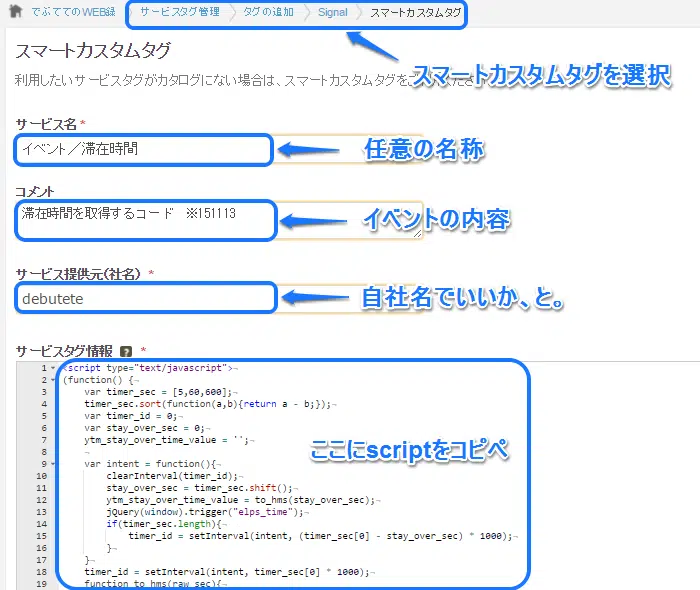 でぶててのWEB録 サービスタグ管理 タグの追加 Signal スマートカスタムタグ
スマートカスタムタグ
スマートカスタムタグを選択
利用したいサービスタグがカタログにない場合は、スマートカスタムタグをご
サービス名 *
イベント／滞在時間
任意の名称
コメント
滞在時間を取得するコード ※151113
イベントの内容
サービス提供元(社名) *
debutete
自社名でいいか、と。
サービスタグ情報 ? *
1 <script type="text/javascript">¬
2 (function() {¬
3 var timer_sec = [5,60,600];¬
4 timer_sec.sort(function(a,b){return a - b;});¬
5 var timer_id = 0;¬
6 var stay_over_sec = 0;¬
7 ytm_stay_over_time_value = '';¬
8 ¬
9 var intent = function(){¬
10 clearInterval(timer_id);¬
11 stay_over_sec = timer_sec.shift();¬
12 ytm_stay_over_time_value = to_hms(stay_over_sec);¬
13 jQuery(window).trigger("elps_time");¬
14 if(timer_sec.length){¬
15 timer_id = setInterval(intent, (timer_sec[0] - stay_over_sec) * 1000);¬
16 }¬
17 }¬
18 timer_id = setInterval(intent, timer_sec[0] * 1000);¬
19 function to_hms(raw_sec){¬
ここにscriptをコピペ